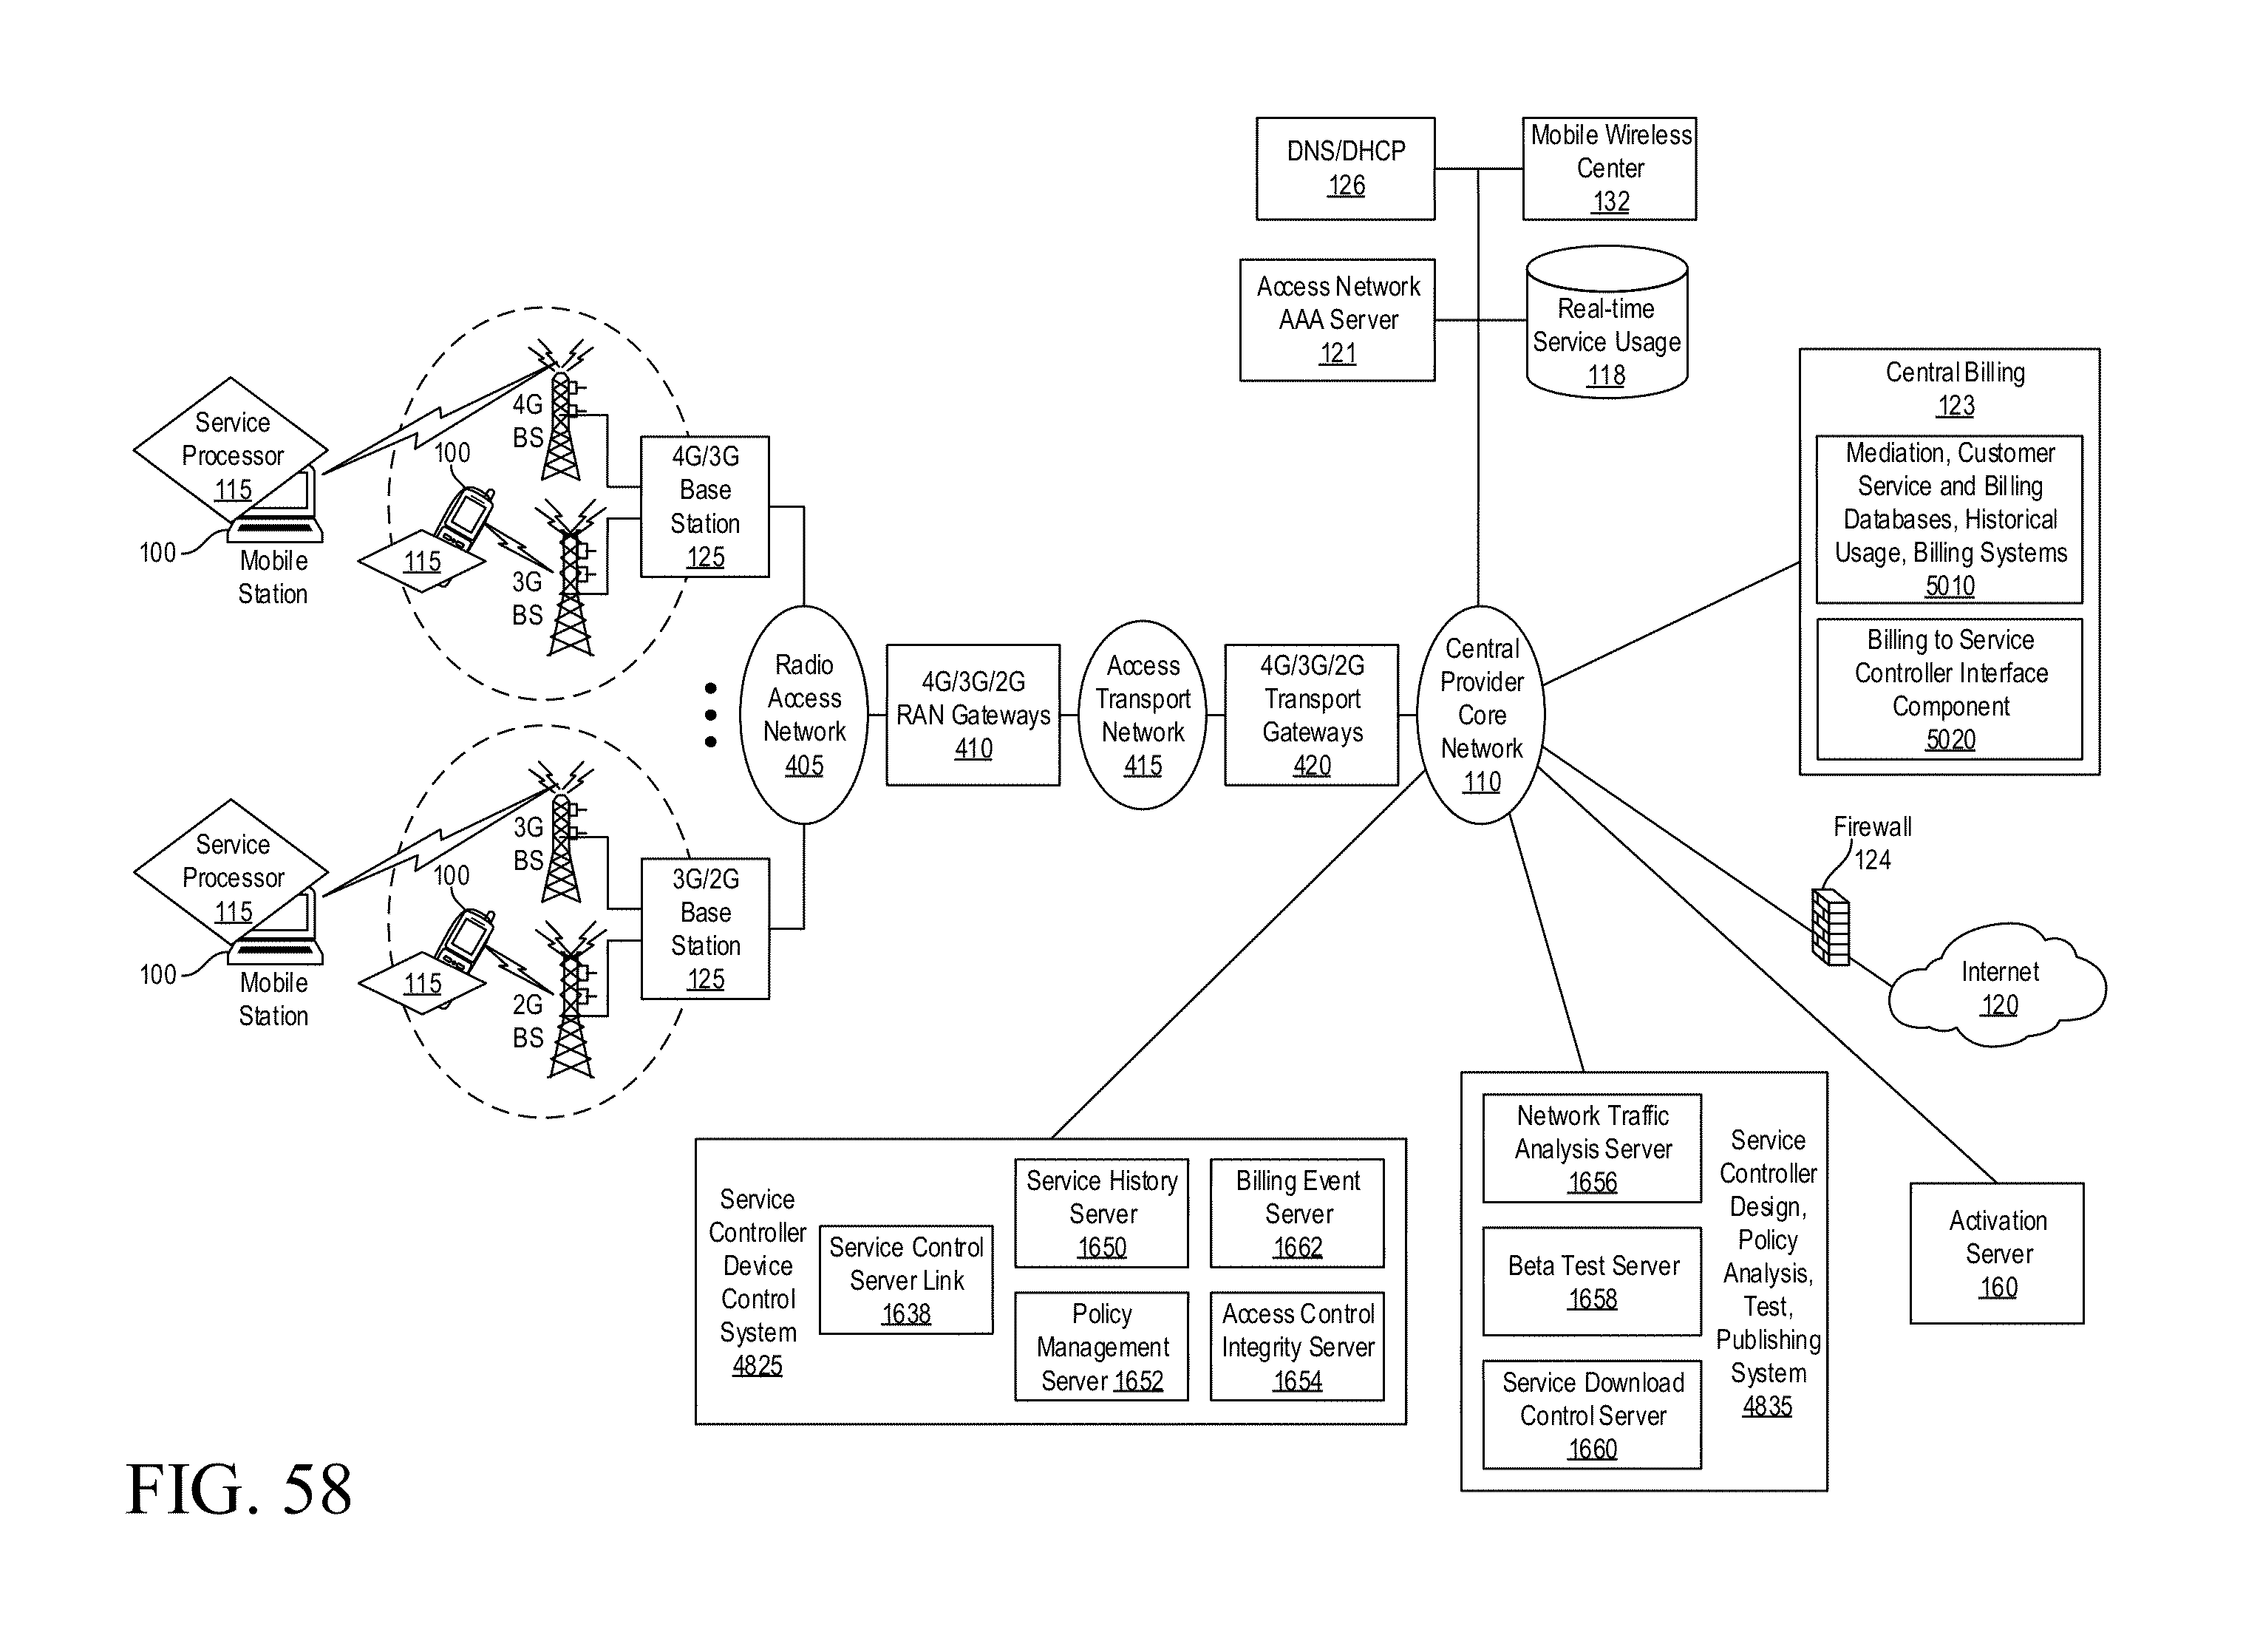 DNS/DHCP
126
Mobile Wireless
Center
132
Access Network
AAA Server
121
Real-time
Service Usage
118
Central Billing
123
Mediation, Customer
Service and Billing
Databases, Historical
Usage, Billing Systems
5010
Billing to Service
Controller Interface
Component
5020
Service
Processor
115
100
Mobile
Station
4G
BS
100
115
3G
BS
4G/3G
Base
Station
125
Radio
Access
Network
405
4G/3G/2G
RAN Gateways
410
Access
Transport
Network
415
4G/3G/2G
Transport
Gateways
420
Central
Provider
Core
Network
110
Service
Processor
115
100
Mobile
Station
3G
BS
100
115
2G
BS
3G/2G
Base
Station
125
Firewall
124
Internet
120
Service
Controller
Device
Control
System
4825
Service Control
Server Link
1638
Service History
Server
1650
Billing Event
Server
1662
Policy
Management
Server 1652
Access Control
Integrity Server
1654
Network Traffic
Analysis Server
1656
Beta Test Server
1658
Service Download
Control Server
1660
Service
Controller
Design,
Policy
Analysis,
Test,
Publishing
System
4835
Activation
Server
160
FIG. 58